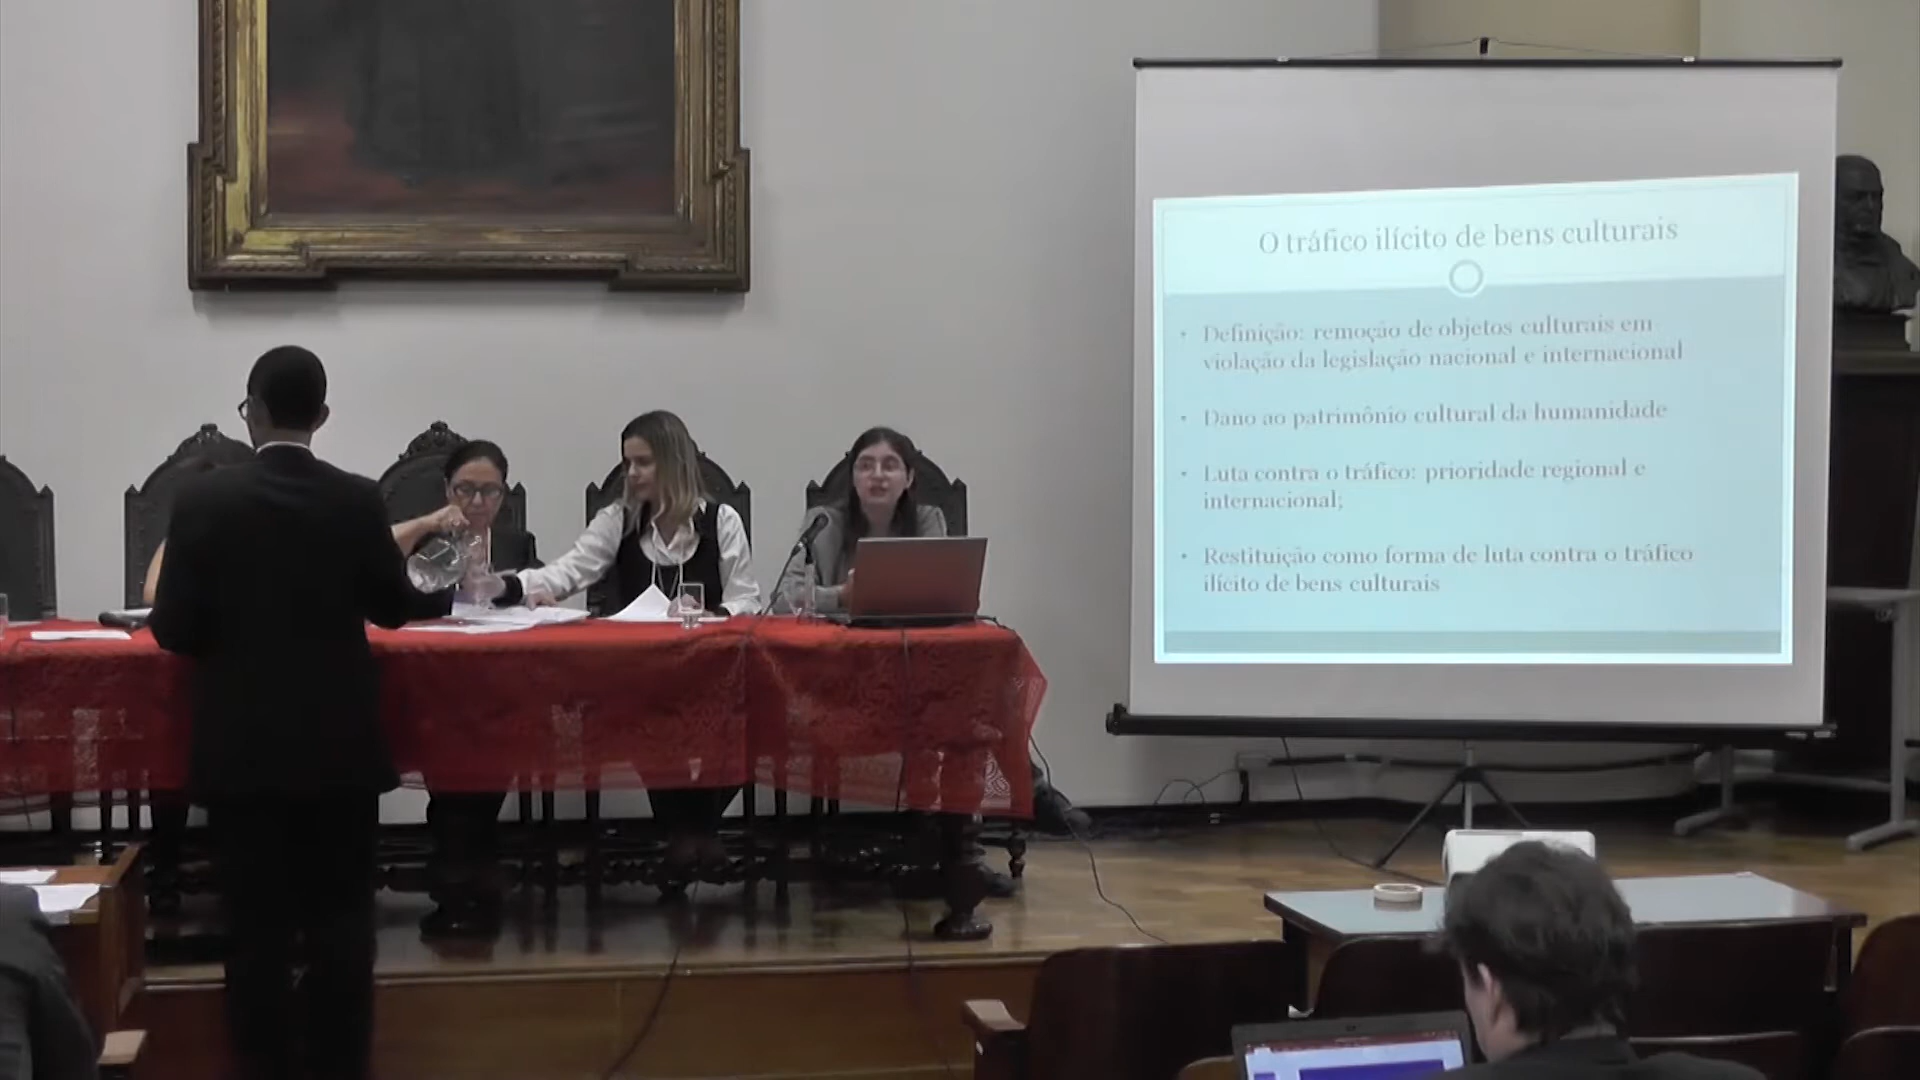 O tráfico ilícito de bens culturais
• Definição: remoção de objetos culturais em
violação da legislação nacional e internacional
• Dano ao patrimônio cultural da humanidade
• Luta contra o tráfico: prioridade regional e
internacional;
• Restituição como forma de luta contra o tráfico
ilícito de bens culturais